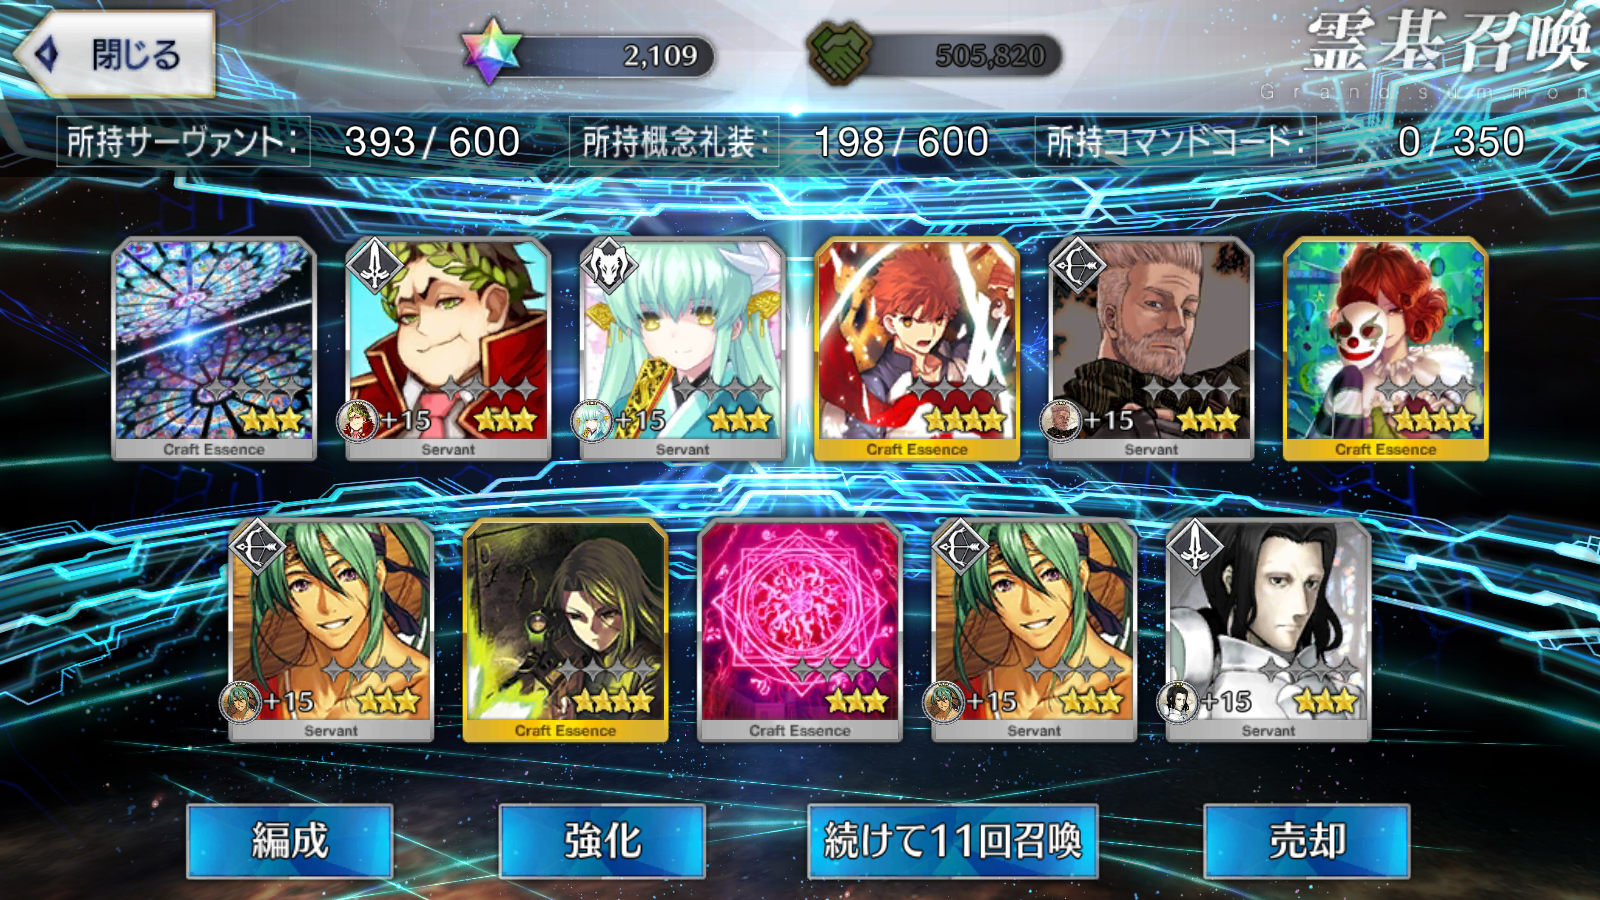 閉じる
2,109
505,820
霊基召喚
Grand summon
所持サーヴァント: 393 / 600
所持概念礼装: 198 / 600
所持コマンドコード: 0 / 350
+15
+15
+15
Craft Essence
Servant
Servant
Craft Essence
Servant
Craft Essence
+15
+15
+15
Servant
Craft Essence
Craft Essence
Servant
Servant
編成
強化
続けて11回召喚
売却